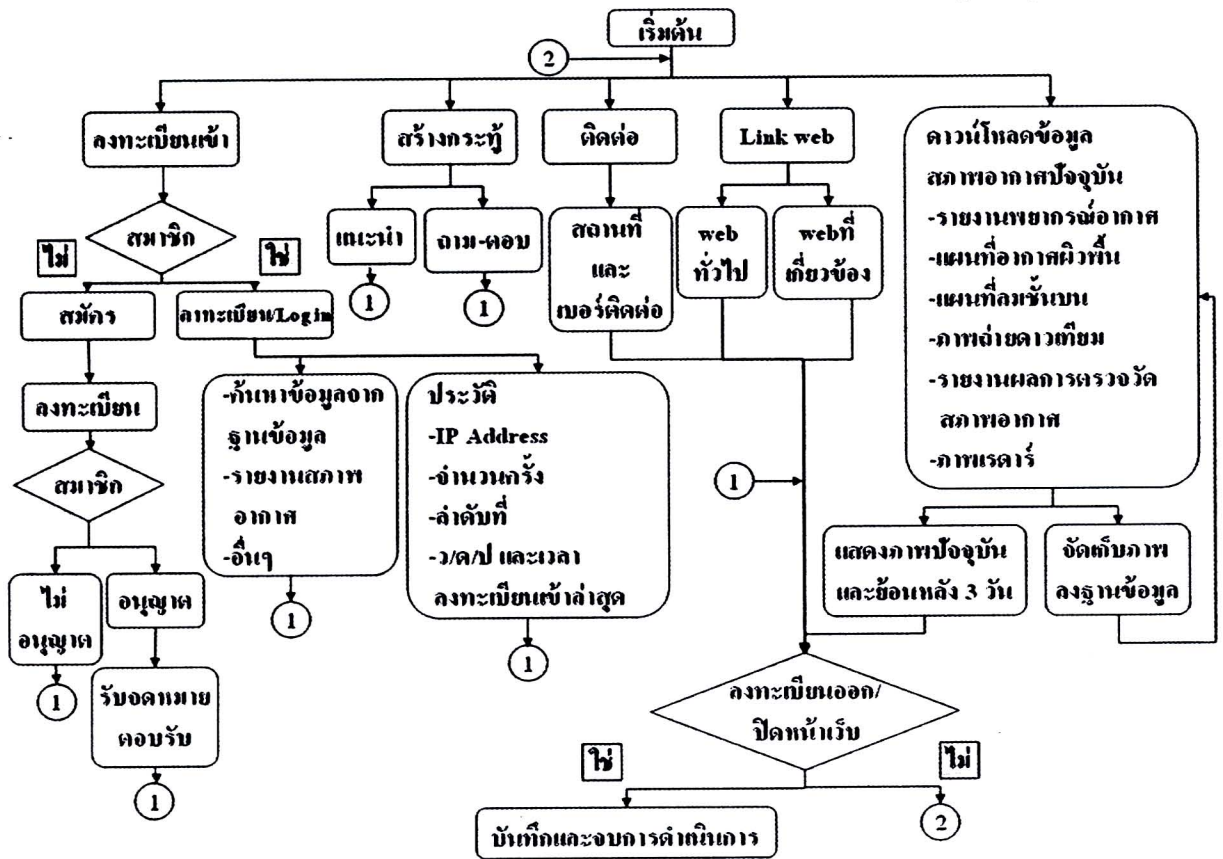 เริ่มต้น
2
ลงทะเบียนเข้า
สร้างกระทู้
ติดต่อ
Link web
ดาวน์โหลดข้อมูล
สภาพอากาศปัจจุบัน
-รายงานพยากรณ์อากาศ
-แผนที่อากาศผิวพื้น
-แผนที่ลมชั้นบน
-ภาพถ่ายดาวเทียม
-รายงานผลการตรวจวัด
สภาพอากาศ
-ภาพเรดาร์
สมาชิก
ไม่
ใช่
แนะนำ
ถาม-ตอบ
สถานที่
และ
เบอร์ติดต่อ
web
ทั่วไป
webที่
เกี่ยวข้อง
1
1
สมัคร
ลาทะเบียน/Login
ลงทะเบียน
-ค้นหาข้อมูลจาก
ฐานข้อมูล
-รายงานสภาพ
อากาศ
-อื่นๆ
ประวัติ
-IP Address
-จำนวนครั้ง
-ลำดับที่
-ว/ด/ป และเวลา
ลงทะเบียนเข้าล่าสุด
สมาชิก
1
แสดงภาพปัจจุบัน
และย้อนหลัง 3 วัน
จัดเก็บภาพ
ลงฐานข้อมูล
ไม่
อนุญาต
อนุญาต
1
1
1
รับจดหมาย
ตอบรับ
1
ลงทะเบียนออก/
ปิดหน้าเว็บ
ใช่
ไม่
บันทึกและจบการดำเนินการ
2